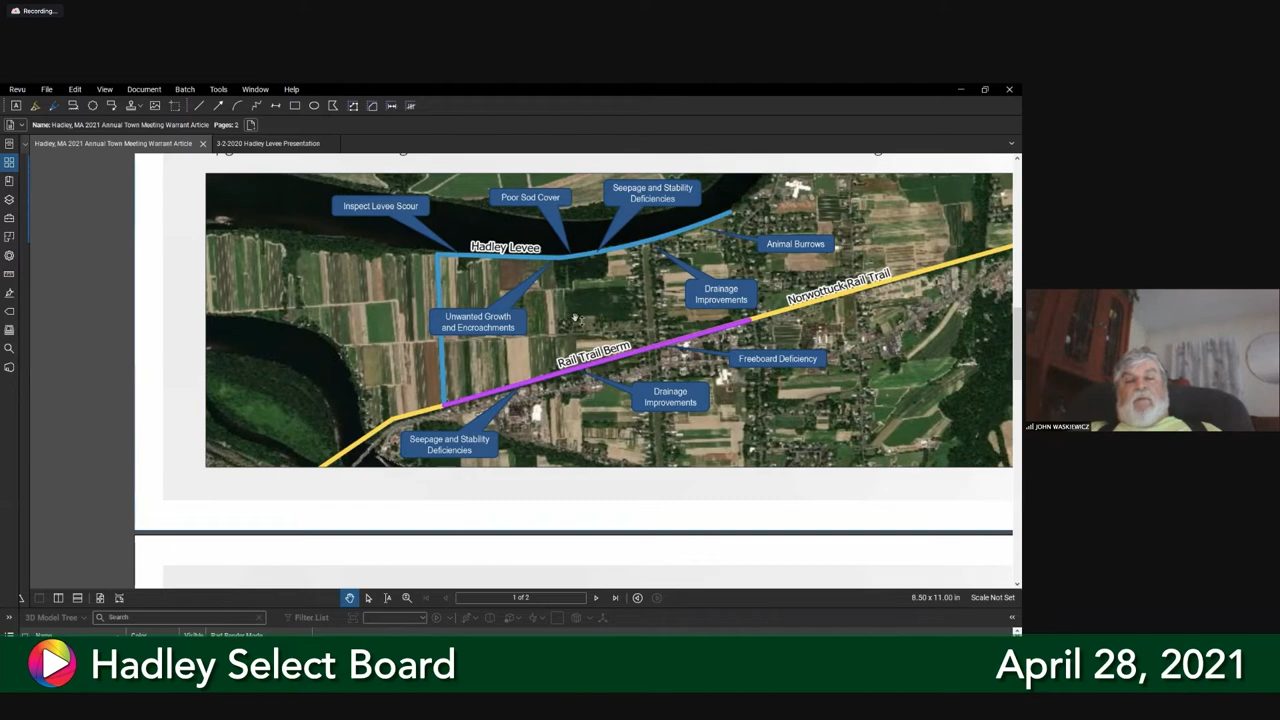 Recording...
Revu File Edit View Document Batch Tools Window Help
Name: Hadley, MA 2021 Annual Town Meeting Warrant Article Pages: 2
Hadley, MA 2021 Annual Town Meeting Warrant Article
3-2-2020 Hadley Levee Presentation
Inspect Levee Scour
Poor Sod Cover
Seepage and Stability
Deficiencies
Hadley Levee
Animal Burrows
Drainage
Improvements
Norwottuck Rail Trail
Unwanted Growth
and Encroachments
Rail Trail Berm
Freeboard Deficiency
Drainage
Improvements
Seepage and Stability
Deficiencies
JOHN WASKIEWICZ
1 of 2
8.50 x 11.00 in
Scale Not Set
3D Model Tree
Search
Filter List
Hadley Select Board
April 28, 2021